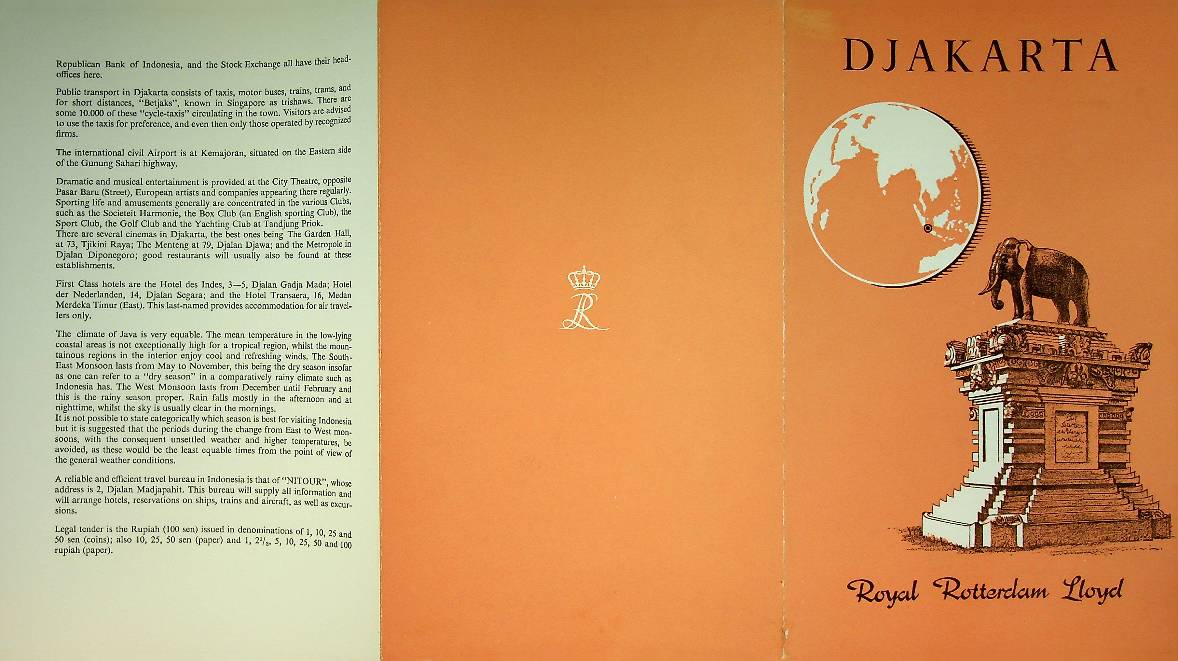 Republican Bank of Indonesia, and the Stock Exchange all have their head-
offices here.
Public transport in Djakarta consists of taxis, motor buses, trains, trams, and
for short distances, "Betjaks", known in Singapore as trishaws. There are
some 10.000 of these "cycle-taxis" circulating in the town. Visitors are advised
to use the taxis for preference, and even then only those operated by recognized
firms.
The international civil Airport is at Kemajoran, situated on the Eastern side
of the Gunung Sahari highway.
Dramatic and musical entertainment is provided at the City Theatre, opposite
Pasar Baru (Street), European artists and companies appearing there regularly.
Sporting life and amusements generally are concentrated in the various Clubs,
such as the Societeit Harmonie, the Box Club (an English sporting Club), the
Sport Club, the Golf Club and the Yachting Club at Tandjung Priok.
There are several cinemas in Djakarta, the best ones being The Garden Hall,
at 73, Tjikini Raya; The Menteng at 79, Djalan Djawa; and the Metropole in
Djalan Diponegoro; good restaurants will usually also be found at these
establishments.
First Class hotels are the Hotel des Indes, 3—5, Djalan Gadja Mada; Hotel
der Nederlanden, 14, Djalan Segara; and the Hotel Transaera, 16, Medan
Merdeka Timur (East). This last-named provides accommodation for air travel-
lers only.
The climate of Java is very equable. The mean temperature in the low-lying
coastal areas is not exceptionally high for a tropical region, whilst the moun-
tainous regions in the interior enjoy cool and refreshing winds. The South-
East Monsoon lasts from May to November, this being the dry season insofar
as one can refer to a "dry season" in a comparatively rainy climate such as
Indonesia has. The West Monsoon lasts from December until February and
this is the rainy season proper. Rain falls mostly in the afternoon and at
nighttime, whilst the sky is usually clear in the mornings.
It is not possible to state categorically which season is best for visiting Indonesia
but it is suggested that the periods during the change from East to West mon-
soons, with the consequent unsettled weather and higher temperatures, be
avoided, as these would be the least equable times from the point of view of
the general weather conditions.
A reliable and efficient travel bureau in Indonesia is that of "NITOUR", whose
address is 2, Djalan Madjapahit. This bureau will supply all information and
will arrange hotels, reservations on ships, trains and aircraft, as well as excur-
sions.
Legal tender is the Rupiah (100 sen) issued in denominations of 1, 10, 25 and
50 sen (coins); also 10, 25, 50 sen (paper) and 1, 2½, 5, 10, 25, 50 and 100
rupiah (paper).
DJAKARTA
Royal Rotterdam Lloyd